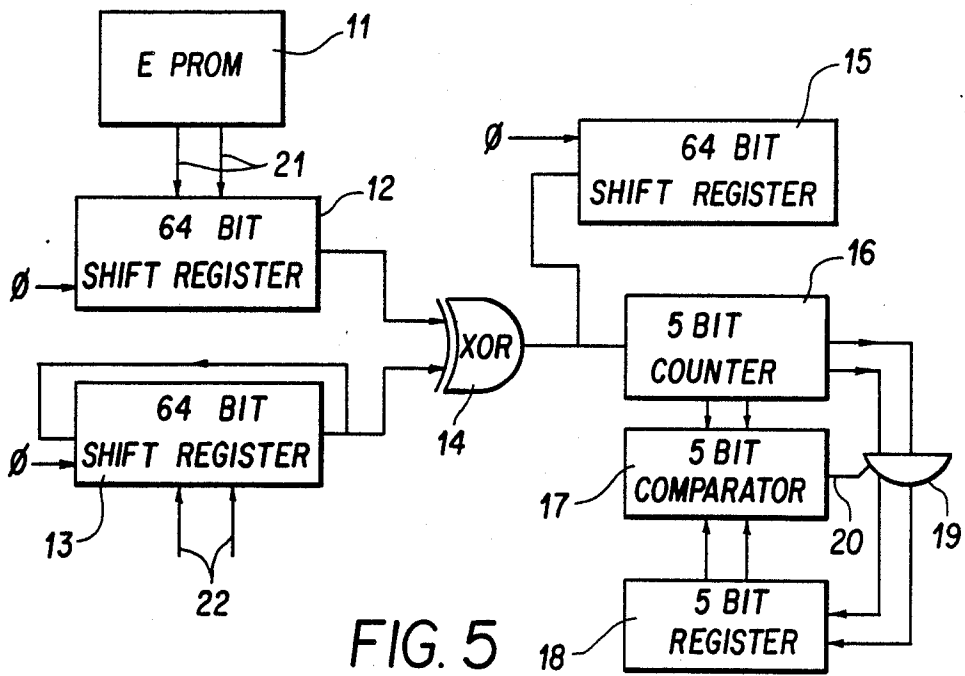 11
E PROM
15
Ø
64 BIT
SHIFT REGISTER
21
12
64 BIT
SHIFT REGISTER
Ø
16
5 BIT
COUNTER
XOR
14
64 BIT
SHIFT REGISTER
Ø
13
22
17
5 BIT
COMPARATOR
20
19
18
5 BIT
REGISTER
FIG. 5